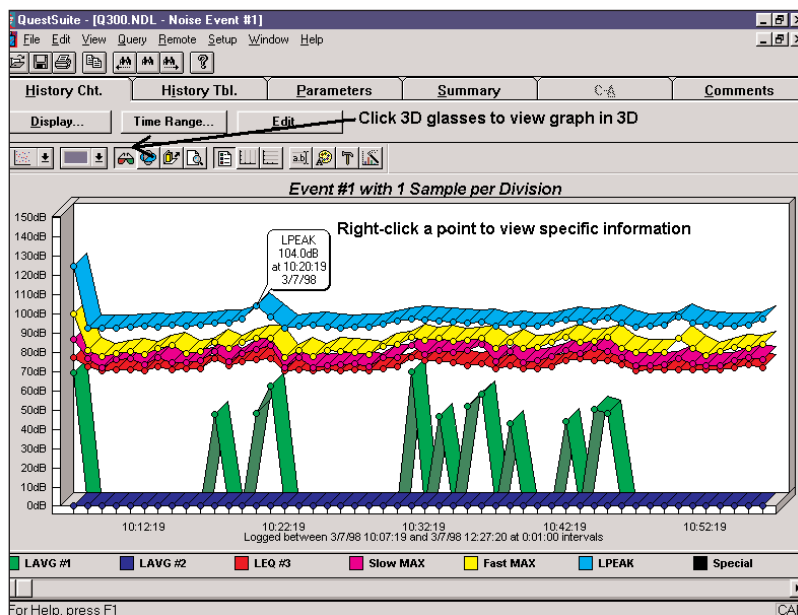 QuestSuite - [Q300.NDL - Noise Event #1]
File Edit View Query Remote Setup Window Help
History Cht. History Tbl. Parameters Summary C-A Comments
Display... Time Range... Edit Click 3D glasses to view graph in 3D
a.b
Event #1 with 1 Sample per Division
Right-click a point to view specific information
LPEAK
104.0dB
at 10:20:19
3/7/98
150dB
140dB
130dB
120dB
110dB
100dB
90dB
80dB
70dB
60dB
50dB
40dB
30dB
20dB
10dB
0dB
10:12:19 10:22:19 10:32:19 10:42:19 10:52:19
Logged between 3/7/98 10:07:19 and 3/7/98 12:27:20 at 0:01:00 intervals
LAVG #1 LAVG #2 LEQ #3 Slow MAX Fast MAX LPEAK Special
For Help, press F1 CA